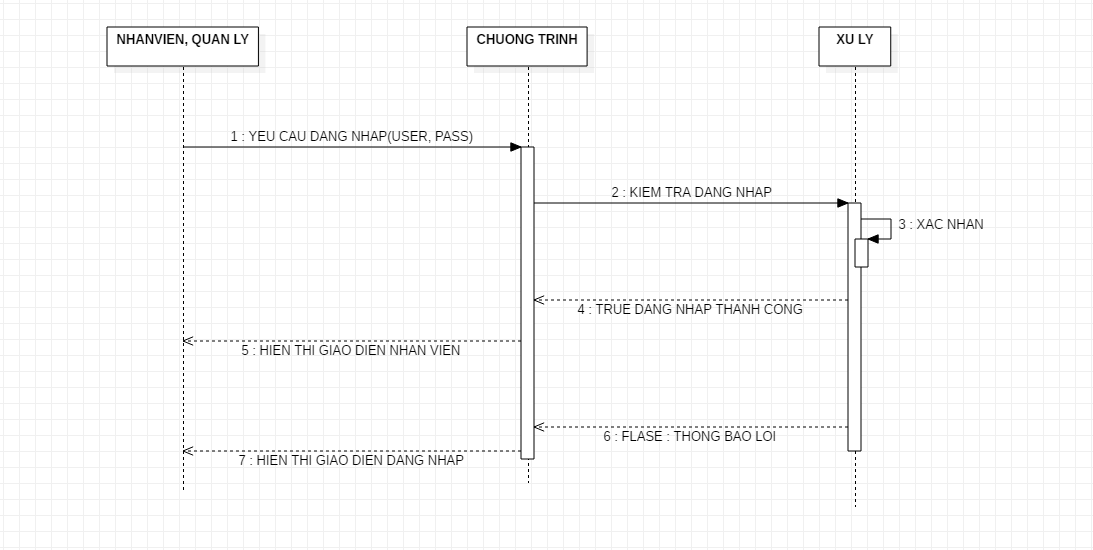 NHANVIEN, QUAN LY
CHUONG TRINH
XU LY
1 : YEU CAU DANG NHAP(USER, PASS)
2 : KIEM TRA DANG NHAP
3 : XAC NHAN
4 : TRUE DANG NHAP THANH CONG
5 : HIEN THI GIAO DIEN NHAN VIEN
6 : FLASE : THONG BAO LOI
7 : HIEN THI GIAO DIEN DANG NHAP